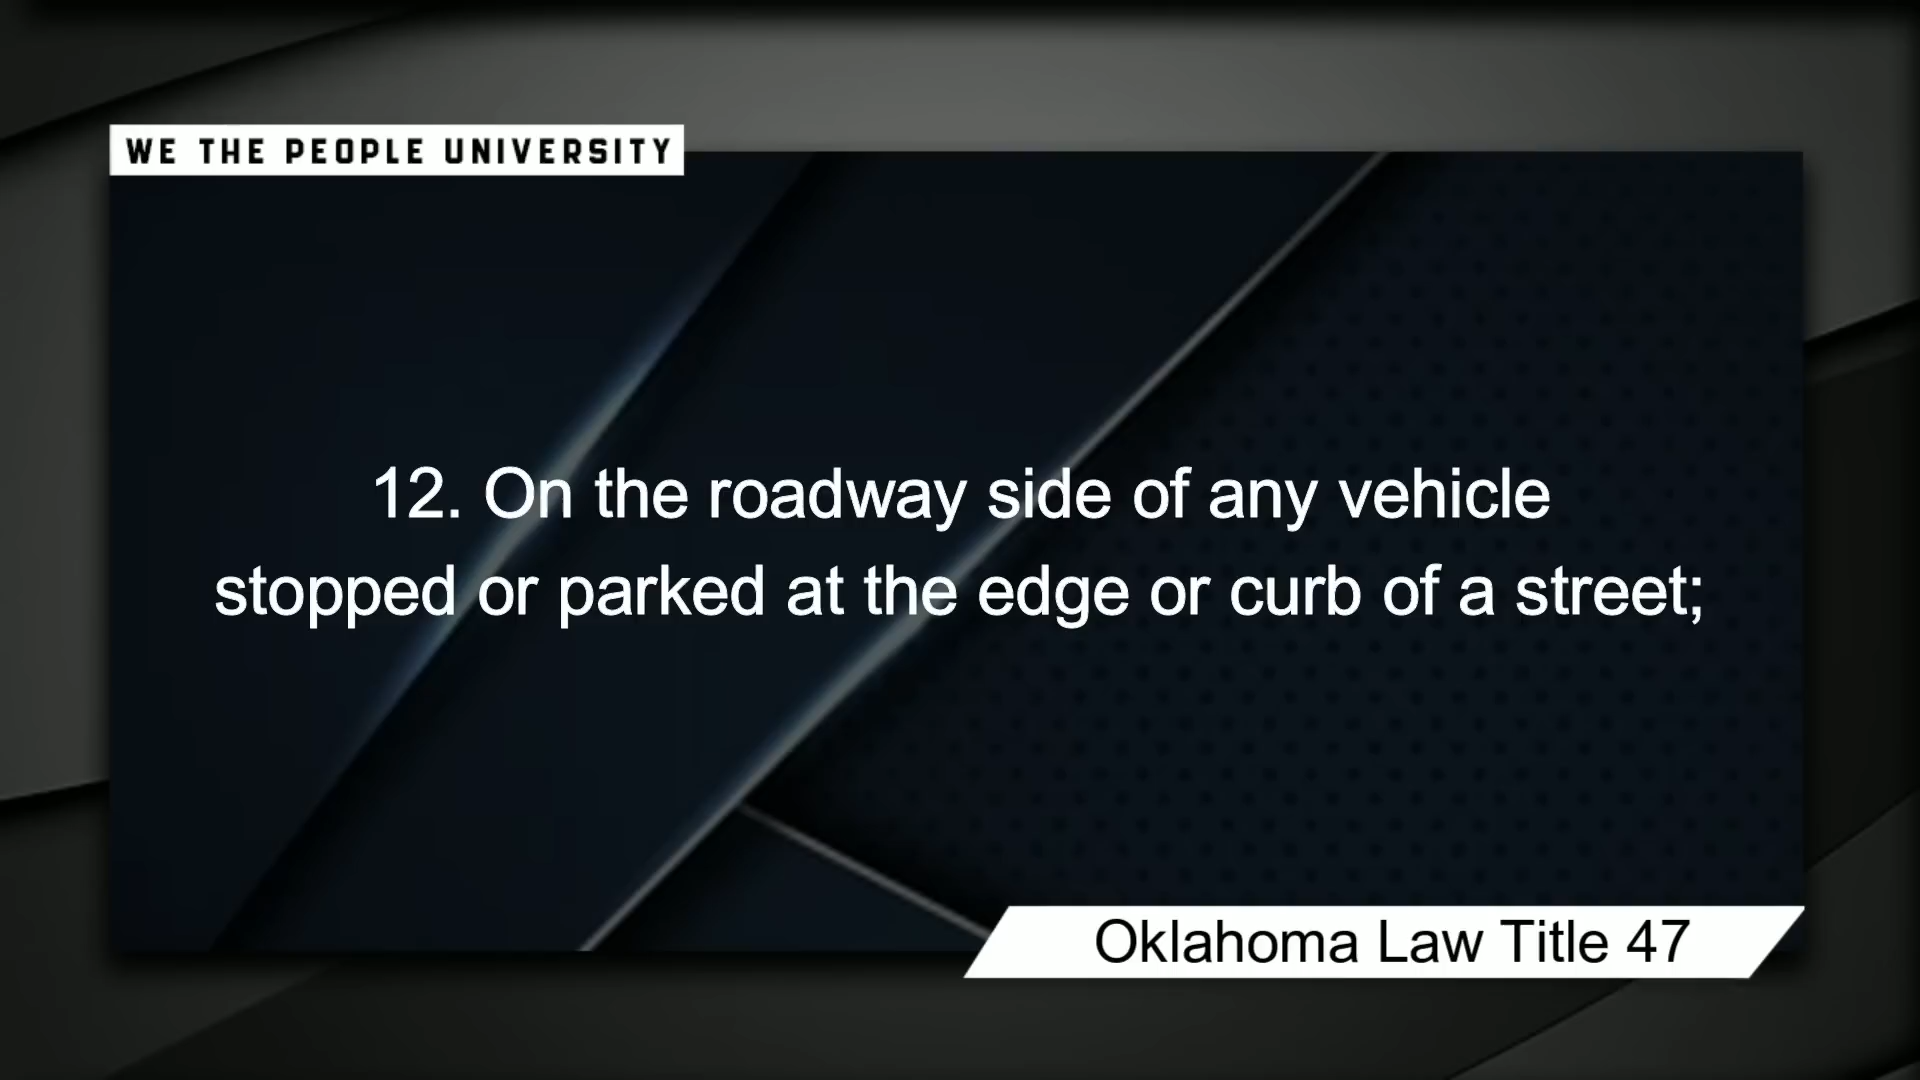 WE THE PEOPLE UNIVERSITY
12. On the roadway side of any vehicle
stopped or parked at the edge or curb of a street;
Oklahoma Law Title 47